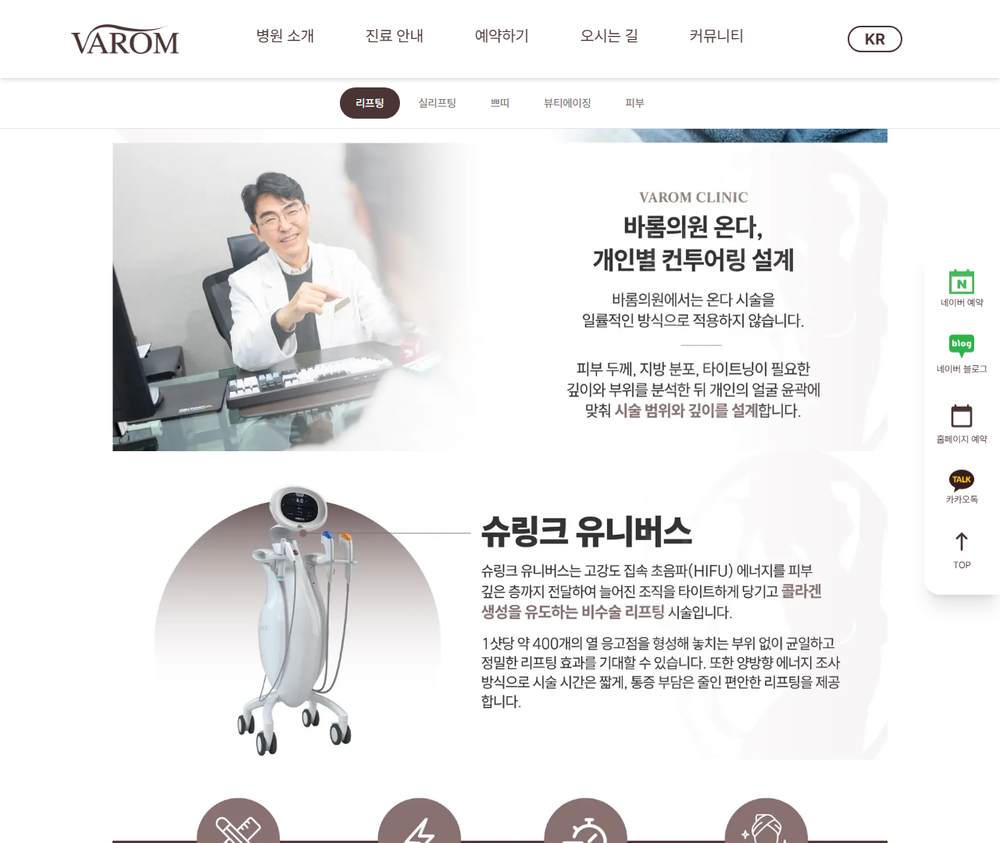 VAROM
병원 소개
진료 안내
예약하기
오시는 길
커뮤니티
KR
리프팅
실리프팅
쁘띠
뷰티에이징
피부
VAROM CLINIC
바롬의원 온다,
개인별 컨투어링 설계
바롬의원에서는 온다 시술을
일률적인 방식으로 적용하지 않습니다.
피부 두께, 지방 분포, 타이트닝이 필요한
깊이와 부위를 분석한 뒤 개인의 얼굴 윤곽에
맞춰 시술 범위와 깊이를 설계합니다.
슈링크 유니버스
슈링크 유니버스는 고강도 집속 초음파(HIFU) 에너지를 피부
깊은 층까지 전달하여 늘어진 조직을 타이트하게 당기고 콜라겐
생성을 유도하는 비수술 리프팅 시술입니다.
1샷당 약 400개의 열 응고점을 형성해 놓치는 부위 없이 균일하고
정밀한 리프팅 효과를 기대할 수 있습니다. 또한 양방향 에너지 조사
방식으로 시술 시간은 짧게, 통증 부담은 줄인 편안한 리프팅을 제공
합니다.
N
네이버 예약
blog
네이버 블로그
홈페이지 예약
TALK
카카오톡
TOP